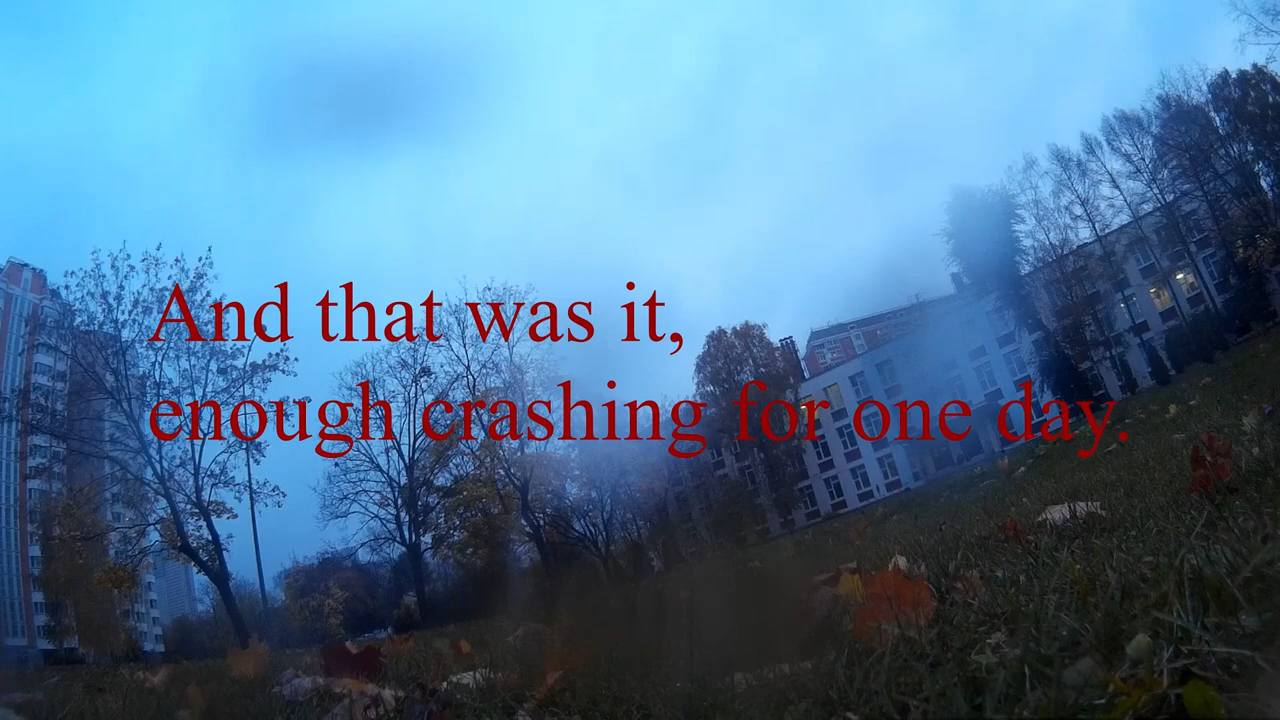 And that was it,
enough crashing for one day.